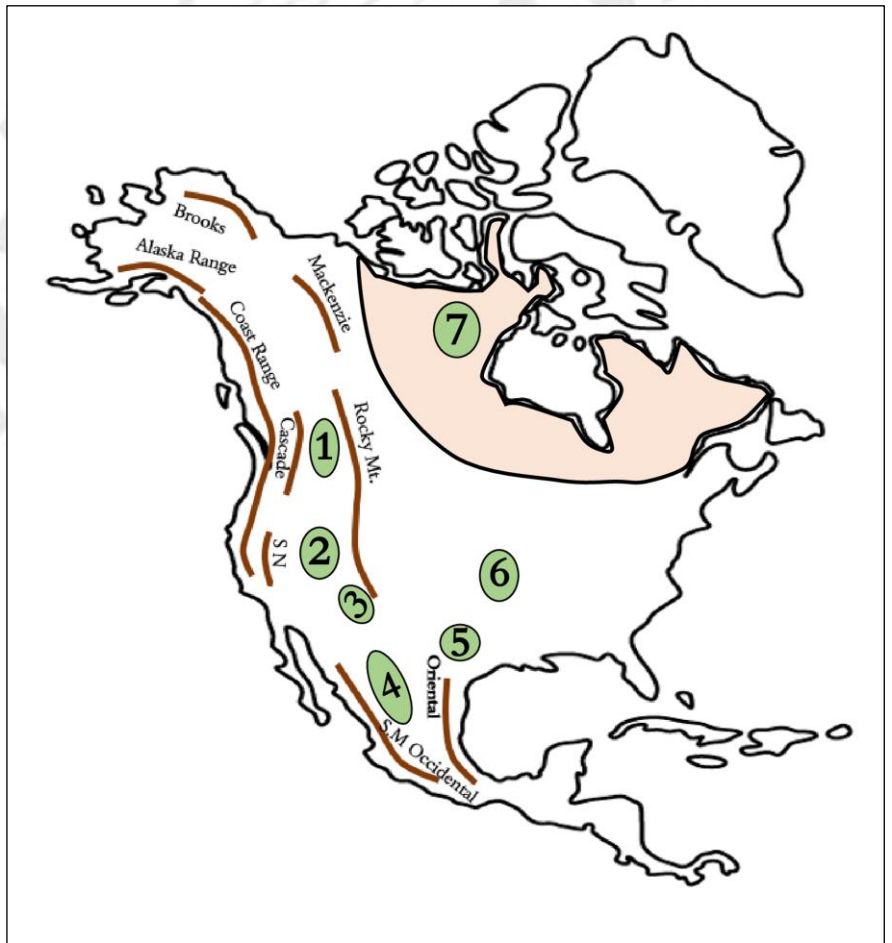 Brooks
Alaska Range
Mackenzie
Coast Range
7
Rocky Mt.
Cascade
1
S N
2
6
3
5
Oriental
4
S.M Occidental